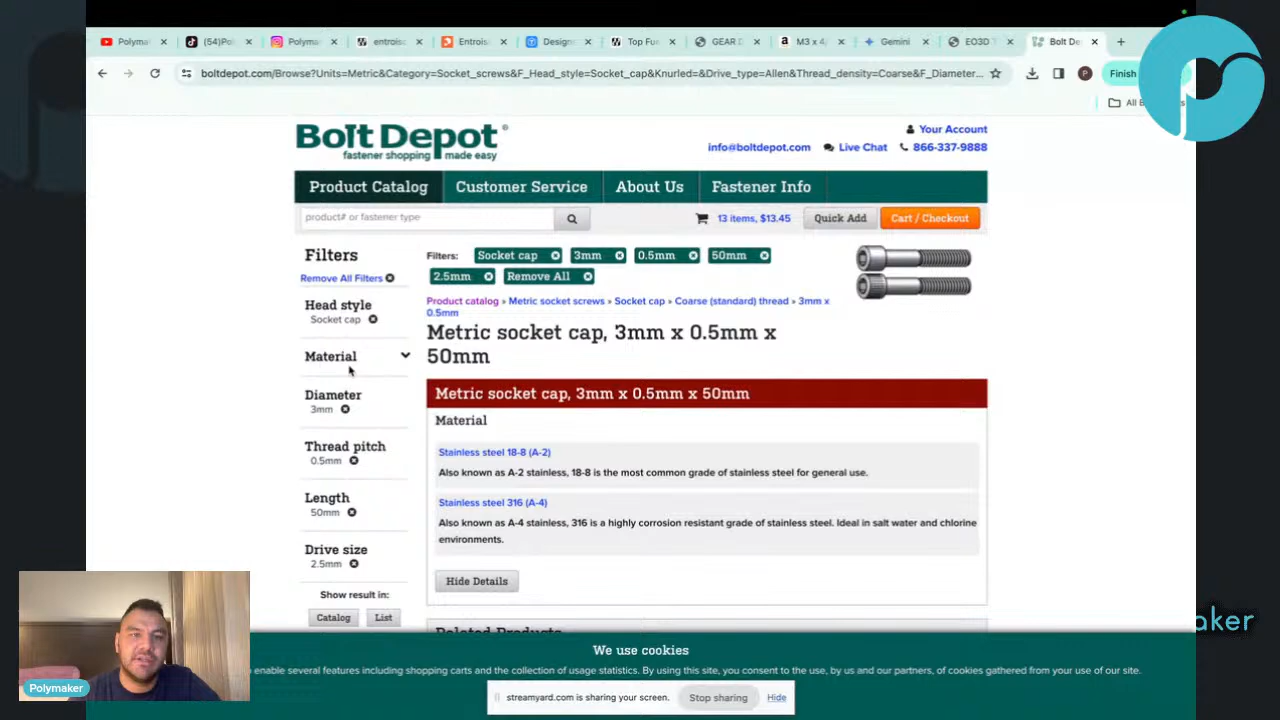 Polyma
(54)Po
Polyma
entrois
Entrois
Design
Top Fu
GEAR D
M3 x 4
Gemini
EO3D T
Bolt De
boltdepot.com/Browse?Units=Metric&Category=Socket_screws&F_Head_style=Socket_cap&Knurled=&Drive_type=Allen&Thread_density=Coarse&F_Diameter...
P
Finish
All B
Bolt Depot®
fastener shopping made easy
Your Account
info@boltdepot.com Live Chat 866-337-9888
Product Catalog Customer Service About Us Fastener Info
product# or fastener type
13 items, $13.45 Quick Add Cart / Checkout
Filters
Remove All Filters
Head style
Socket cap
Material
Diameter
3mm
Thread pitch
0.5mm
Length
50mm
Drive size
2.5mm
Show result in:
Catalog List
Filters: Socket cap 3mm 0.5mm 50mm
2.5mm Remove All
Product catalog » Metric socket screws » Socket cap » Coarse (standard) thread » 3mm x
0.5mm
Metric socket cap, 3mm x 0.5mm x
50mm
Metric socket cap, 3mm x 0.5mm x 50mm
Material
Stainless steel 18-8 (A-2)
Also known as A-2 stainless, 18-8 is the most common grade of stainless steel for general use.
Stainless steel 316 (A-4)
Also known as A-4 stainless, 316 is a highly corrosion resistant grade of stainless steel. Ideal in salt water and chlorine
environments.
Hide Details
Related Products
We use cookies
enable several features including shopping carts and the collection of usage statistics. By using this site, you consent to the use, by us and our partners, of cookies gathered from your use of our site.
streamyard.com is sharing your screen. Stop sharing Hide
Polymaker
aker